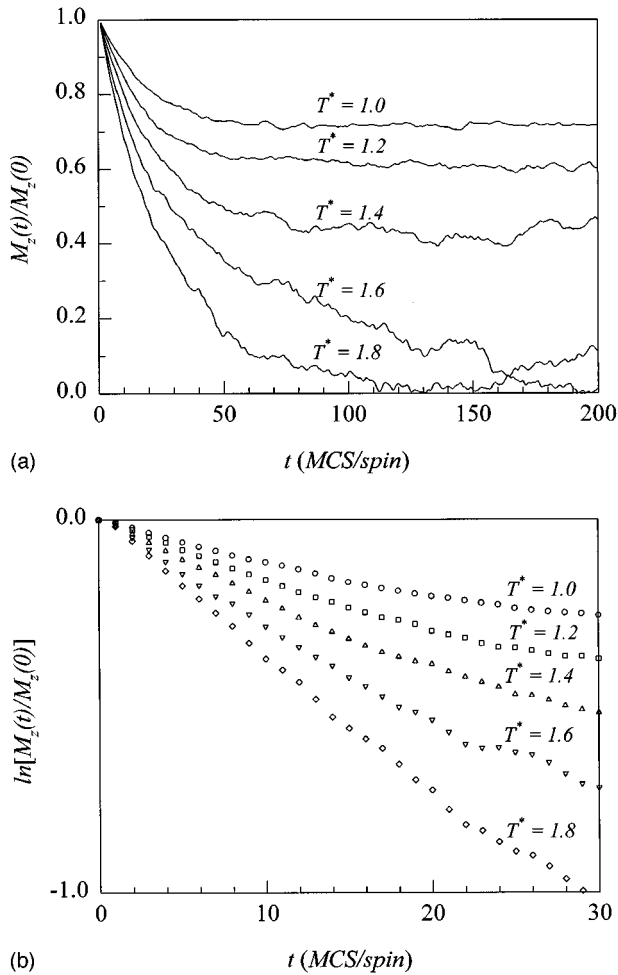 1.0
0.8
0.6
0.4
0.2
0.0
M_z(t)/M_z(0)
T* = 1.0
T* = 1.2
T* = 1.4
T* = 1.6
T* = 1.8
0 50 100 150 200
(a)
t (MCS/spin)
0.0
-1.0
ln[M_z(t)/M_z(0)]
T* = 1.0
T* = 1.2
T* = 1.4
T* = 1.6
T* = 1.8
0 10 20 30
(b)
t (MCS/spin)